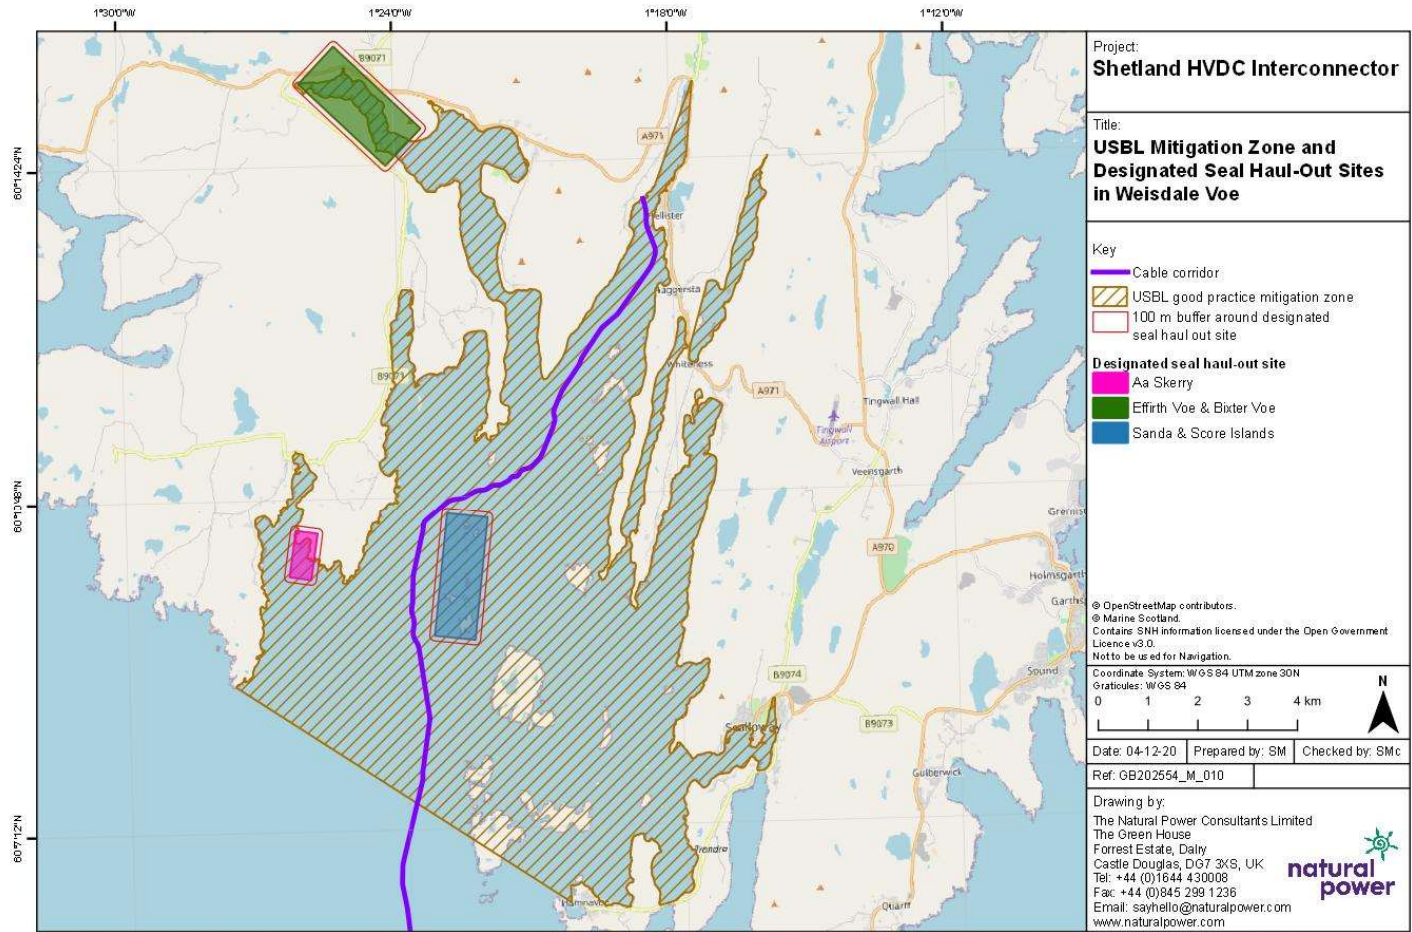 1°30'0"W
1°24'0"W
1°18'0"W
1°12'0"W
60°14'24"N
60°7'12"N
B9071
A971
Haggersta
B9071
Whiteness
A971
Tingwall Hall
Tingwall
Airport
Veensgarth
A970
Holmsgarth
Sound
B9074
Scalloway
B9073
Gulberwick
Trondra
Hamnavoe
Quarff
Project:
Shetland HVDC Interconnector
Title:
USBL Mitigation Zone and
Designated Seal Haul-Out Sites
in Weisdale Voe
Key
Cable corridor
USBL good practice mitigation zone
100 m buffer around designated
seal haul out site
Designated seal haul-out site
Aa Skerry
Effirth Voe & Bixter Voe
Sanda & Score Islands
© OpenStreetMap contributors.
© Marine Scotland.
Contains SNH information licensed under the Open Government
Licence v3.0.
Not to be used for Navigation.
Coordinate System: WGS 84 UTM zone 30N
Graticules: WGS 84
N
0 1 2 3 4 km
Date: 04-12-20 Prepared by: SM Checked by: SMc
Ref: GB202554_M_010
Drawing by:
The Natural Power Consultants Limited
The Green House
Forrest Estate, Dalry
Castle Douglas, DG7 3XS, UK
Tel: +44 (0)1644 430008
Fax: +44 (0)845 299 1236
Email: sayhello@naturalpower.com
www.naturalpower.com
natural
power